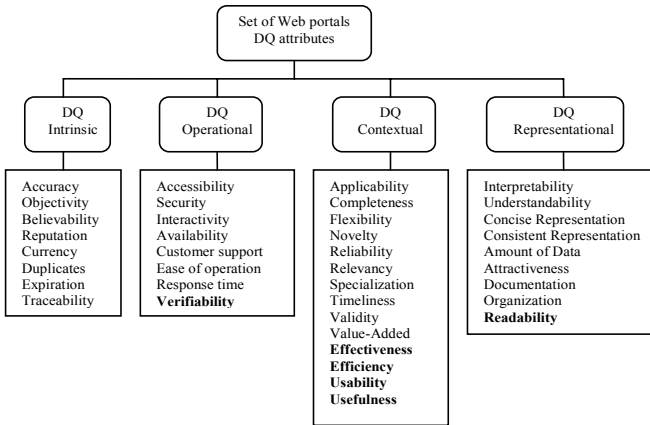 Set of Web portals
DQ attributes
DQ
Intrinsic
DQ
Operational
DQ
Contextual
DQ
Representational
Accuracy
Objectivity
Believability
Reputation
Currency
Duplicates
Expiration
Traceability
Accessibility
Security
Interactivity
Availability
Customer support
Ease of operation
Response time
Verifiability
Applicability
Completeness
Flexibility
Novelty
Reliability
Relevancy
Specialization
Timeliness
Validity
Value-Added
Effectiveness
Efficiency
Usability
Usefulness
Interpretability
Understandability
Concise Representation
Consistent Representation
Amount of Data
Attractiveness
Documentation
Organization
Readability